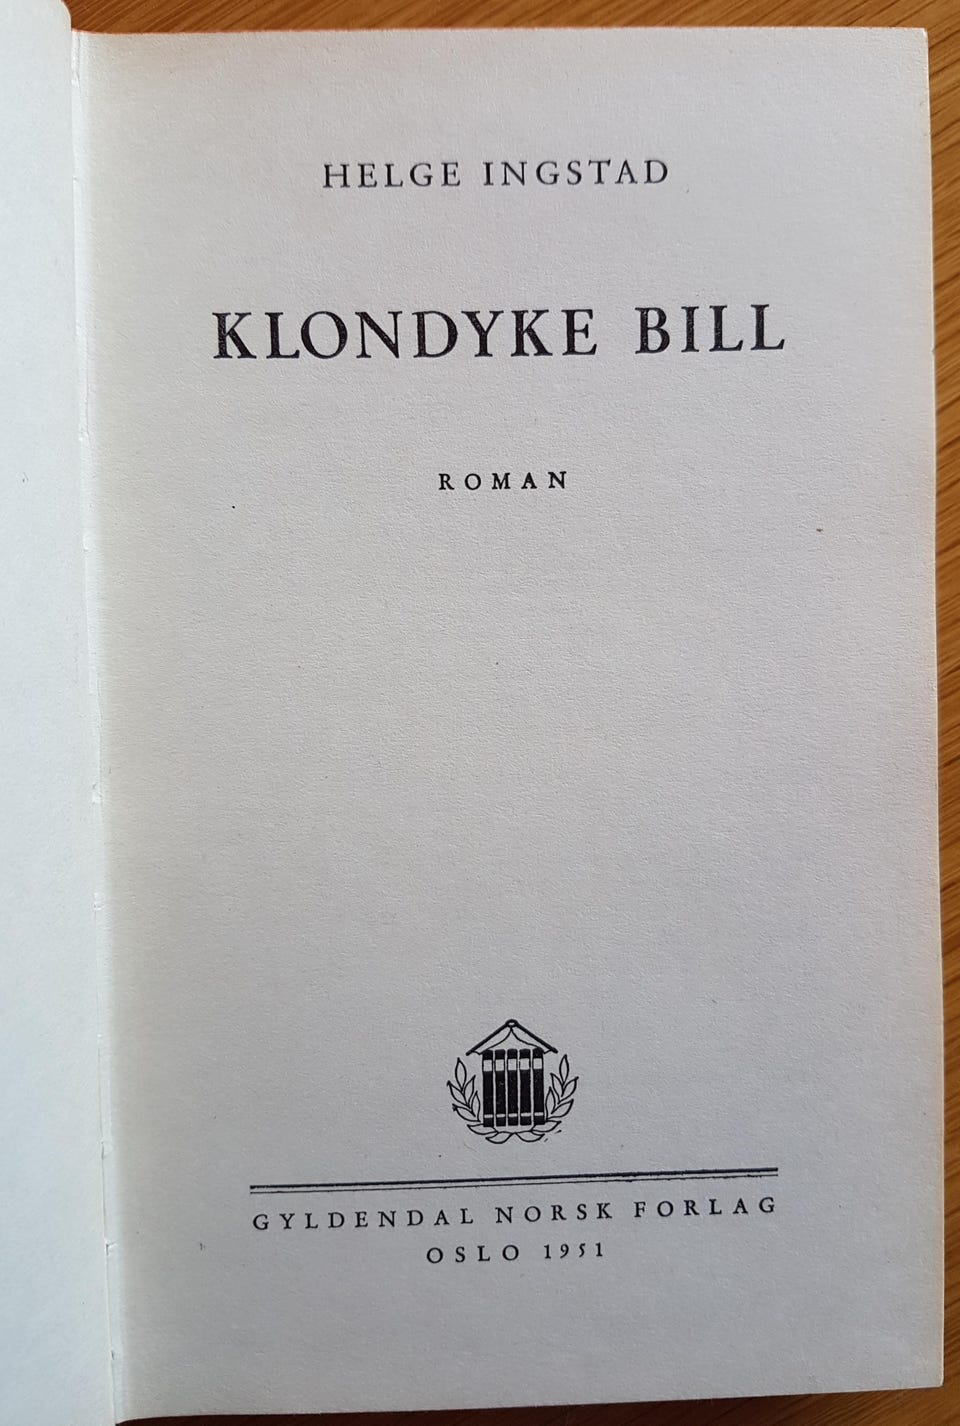 HELGE INGSTAD
KLONDYKE BILL
ROMAN
GYLDENDAL NORSK FORLAG
OSLO 1951